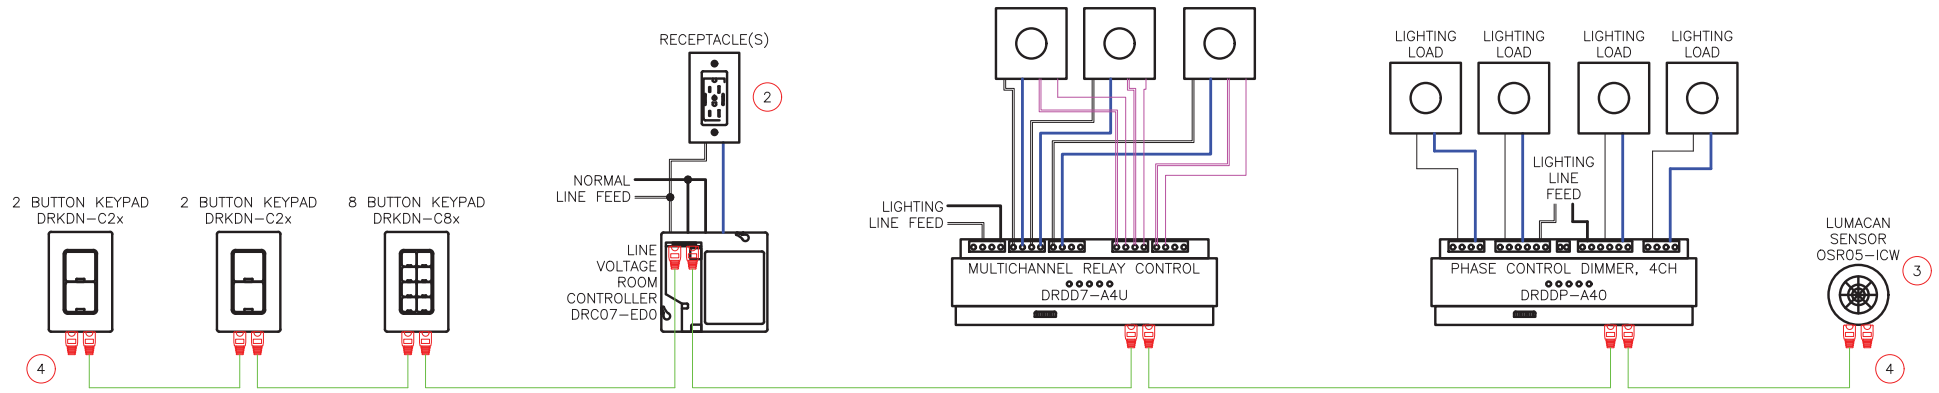 2 BUTTON KEYPAD
DRKDN-C2x
2 BUTTON KEYPAD
DRKDN-C2x
8 BUTTON KEYPAD
DRKDN-C8x
4
RECEPTACLE(S)
2
NORMAL
LINE FEED
LINE
VOLTAGE
ROOM
CONTROLLER
DRC07-ED0
LIGHTING
LINE FEED
MULTICHANNEL RELAY CONTROL
DRDD7-A4U
LIGHTING
LOAD
LIGHTING
LOAD
LIGHTING
LOAD
LIGHTING
LOAD
LIGHTING
LINE
FEED
PHASE CONTROL DIMMER, 4CH
DRDDP-A40
LUMACAN
SENSOR
OSR05-ICW
3
4